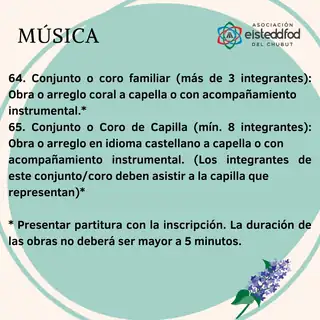 MÚSICA
ASOCIACIÓN
eisteddfod
DEL CHUBUT
64. Conjunto o coro familiar (más de 3 integrantes):
Obra o arreglo coral a capella o con acompañamiento
instrumental.*
65. Conjunto o Coro de Capilla (mín. 8 integrantes):
Obra o arreglo en idioma castellano a capella o con
acompañamiento instrumental. (Los integrantes de
este conjunto/coro deben asistir a la capilla que
representan)*
* Presentar partitura con la inscripción. La duración de
las obras no deberá ser mayor a 5 minutos.